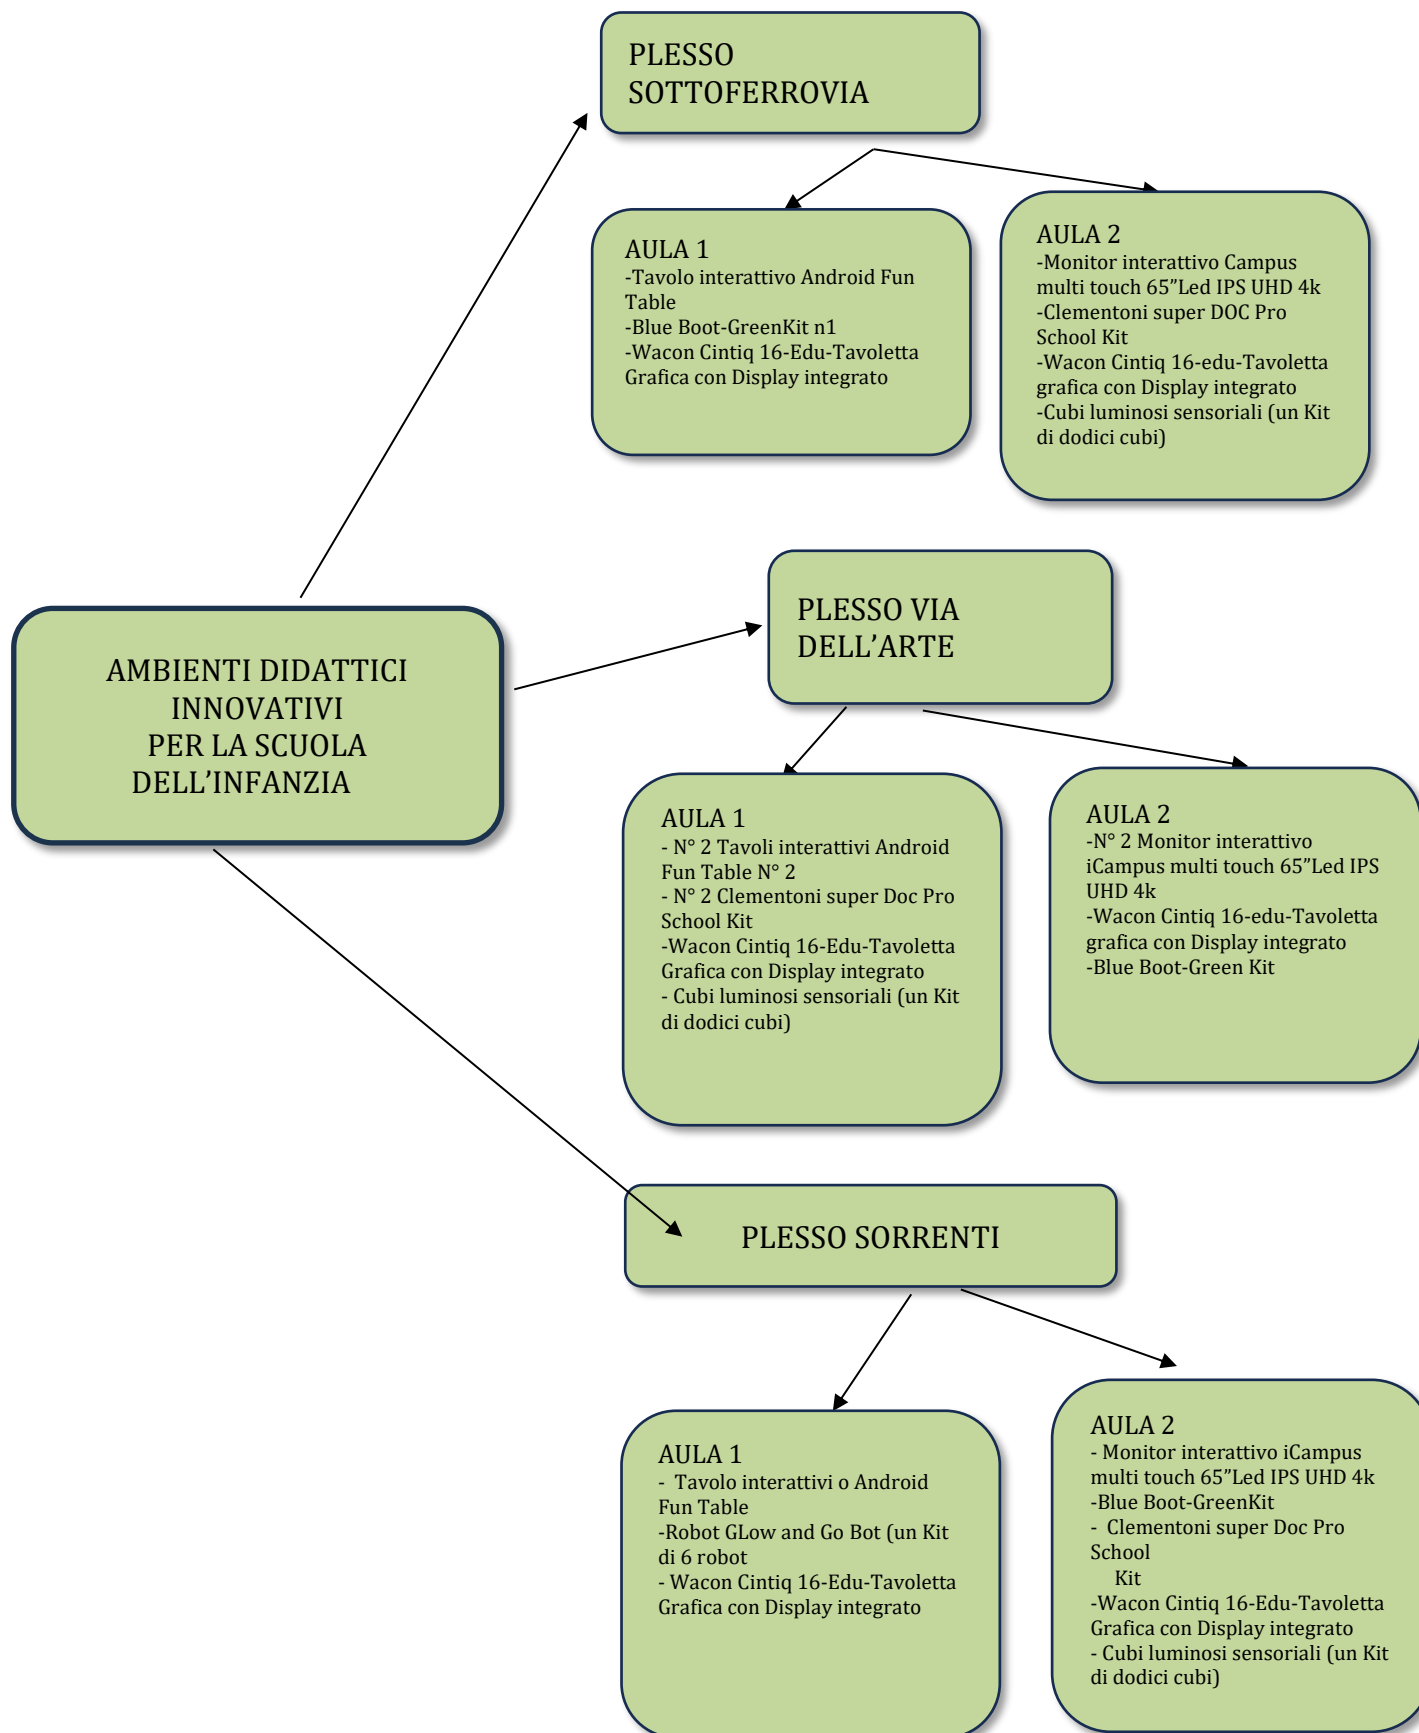 PLESSO
SOTTOFERROVIA
AULA 1
-Tavolo interattivo Android Fun
Table
-Blue Boot-GreenKit n1
-Wacon Cintiq 16-Edu-Tavoletta
Grafica con Display integrato
AULA 2
-Monitor interattivo Campus
multi touch 65”Led IPS UHD 4k
-Clementoni super DOC Pro
School Kit
-Wacon Cintiq 16-edu-Tavoletta
grafica con Display integrato
-Cubi luminosi sensoriali (un Kit
di dodici cubi)
AMBIENTI DIDATTICI
INNOVATIVI
PER LA SCUOLA
DELL’INFANZIA
PLESSO VIA
DELL’ARTE
AULA 1
- N° 2 Tavoli interattivi Android
Fun Table N° 2
- N° 2 Clementoni super Doc Pro
School Kit
-Wacon Cintiq 16-Edu-Tavoletta
Grafica con Display integrato
- Cubi luminosi sensoriali (un Kit
di dodici cubi)
AULA 2
-N° 2 Monitor interattivo
iCampus multi touch 65”Led IPS
UHD 4k
-Wacon Cintiq 16-edu-Tavoletta
grafica con Display integrato
-Blue Boot-Green Kit
PLESSO SORRENTI
AULA 1
- Tavolo interattivi o Android
Fun Table
-Robot GLow and Go Bot (un Kit
di 6 robot
- Wacon Cintiq 16-Edu-Tavoletta
Grafica con Display integrato
AULA 2
- Monitor interattivo iCampus
multi touch 65”Led IPS UHD 4k
-Blue Boot-GreenKit
- Clementoni super Doc Pro
School
Kit
-Wacon Cintiq 16-Edu-Tavoletta
Grafica con Display integrato
- Cubi luminosi sensoriali (un Kit
di dodici cubi)